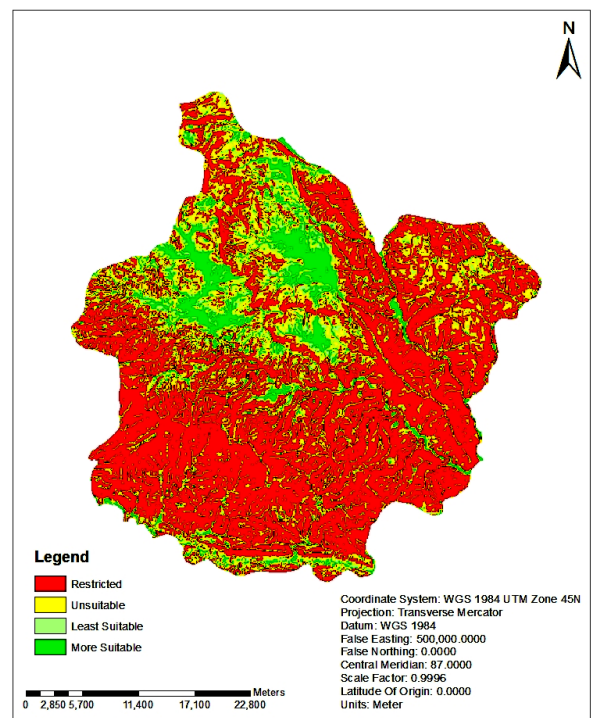 N
Legend
Restricted
Unsuitable
Least Suitable
More Suitable
Coordinate System: WGS 1984 UTM Zone 45N
Projection: Transverse Mercator
Datum: WGS 1984
False Easting: 500,000.0000
False Northing: 0.0000
Central Meridian: 87.0000
Scale Factor: 0.9996
Latitude Of Origin: 0.0000
Units: Meter
Meters
0 2,850 5,700 11,400 17,100 22,800